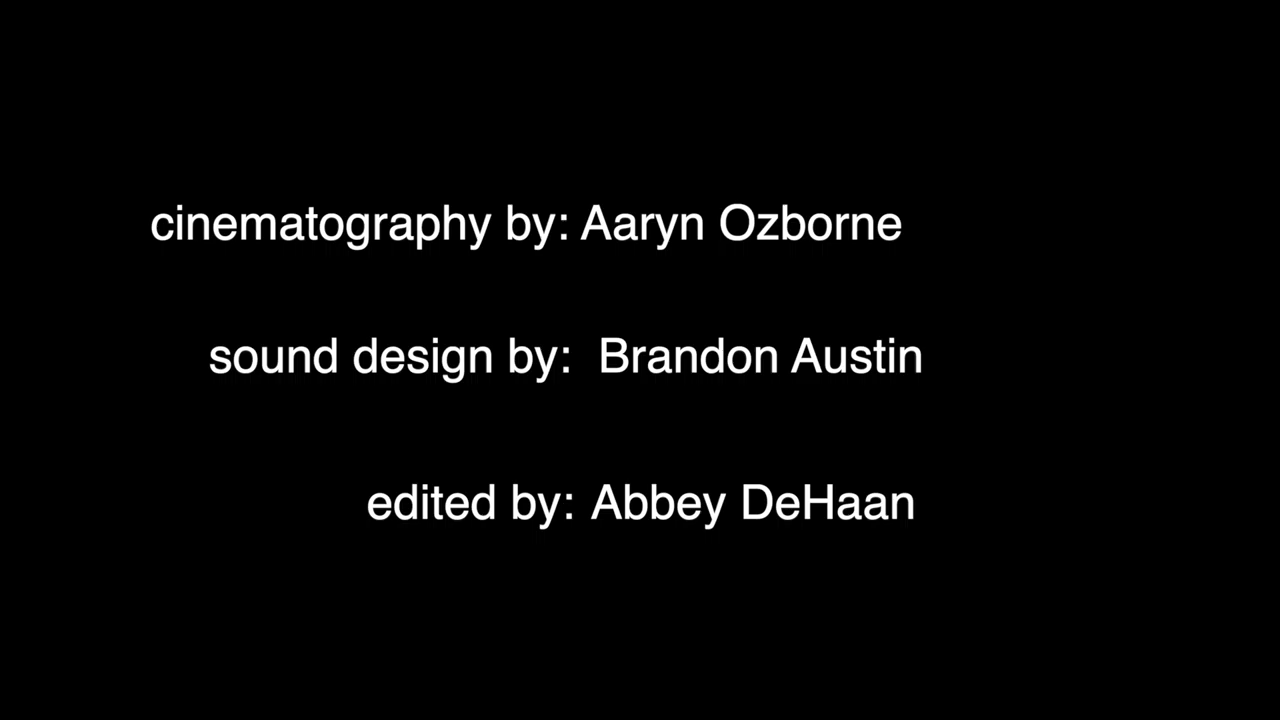 cinematography by: Aaryn Ozborne
sound design by: Brandon Austin
edited by: Abbey DeHaan